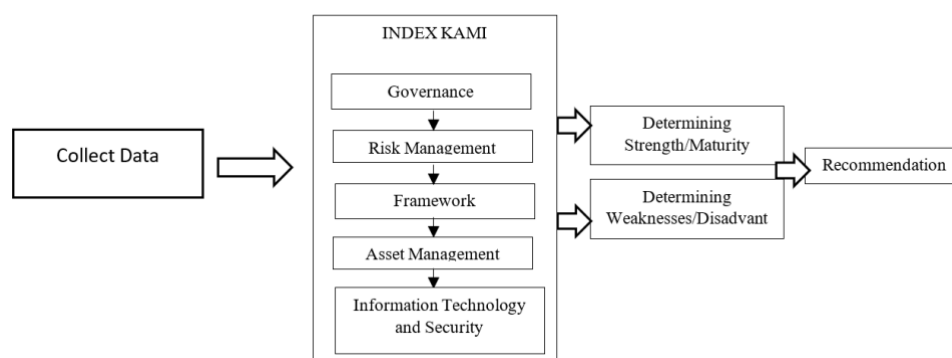 Collect Data
INDEX KAMI
Governance
Risk Management
Framework
Asset Management
Information Technology
and Security
Determining
Strength/Maturity
Determining
Weaknesses/Disadvant
Recommendation